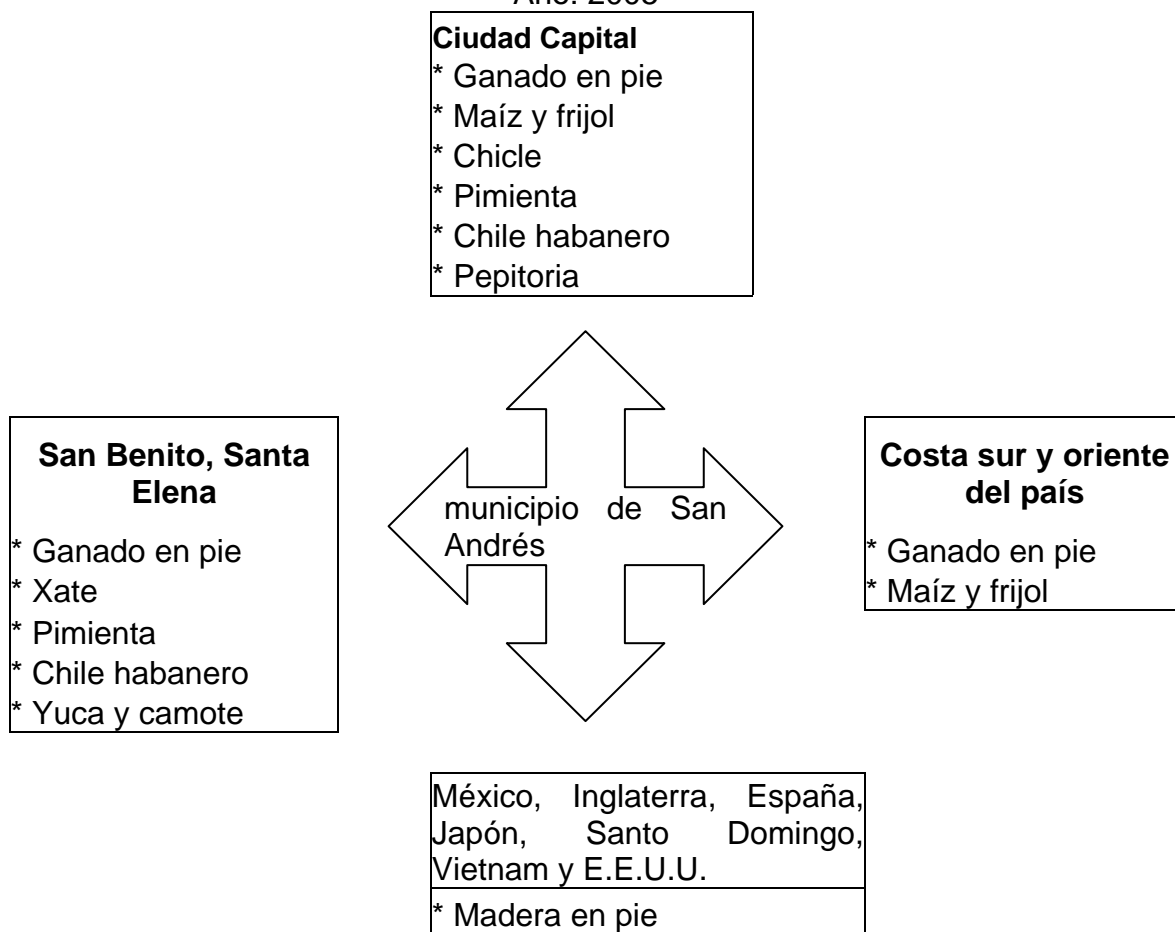 Ciudad Capital
* Ganado en pie
* Maíz y frijol
* Chicle
* Pimienta
* Chile habanero
* Pepitoria
San Benito, Santa
Elena
* Ganado en pie
* Xate
* Pimienta
* Chile habanero
* Yuca y camote
municipio de San
Andrés
Costa sur y oriente
del país
* Ganado en pie
* Maíz y frijol
México, Inglaterra, España,
Japón, Santo Domingo,
Vietnam y E.E.U.U.
* Madera en pie